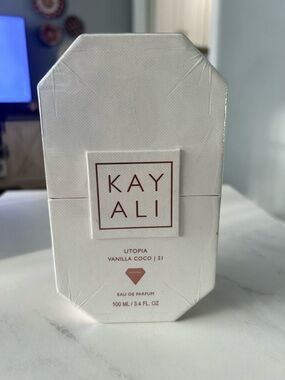 KAY
ALI
UTOPIA
VANILLA COCO | 21
EAU DE PARFUM
100 ML / 3.4 FL. OZ